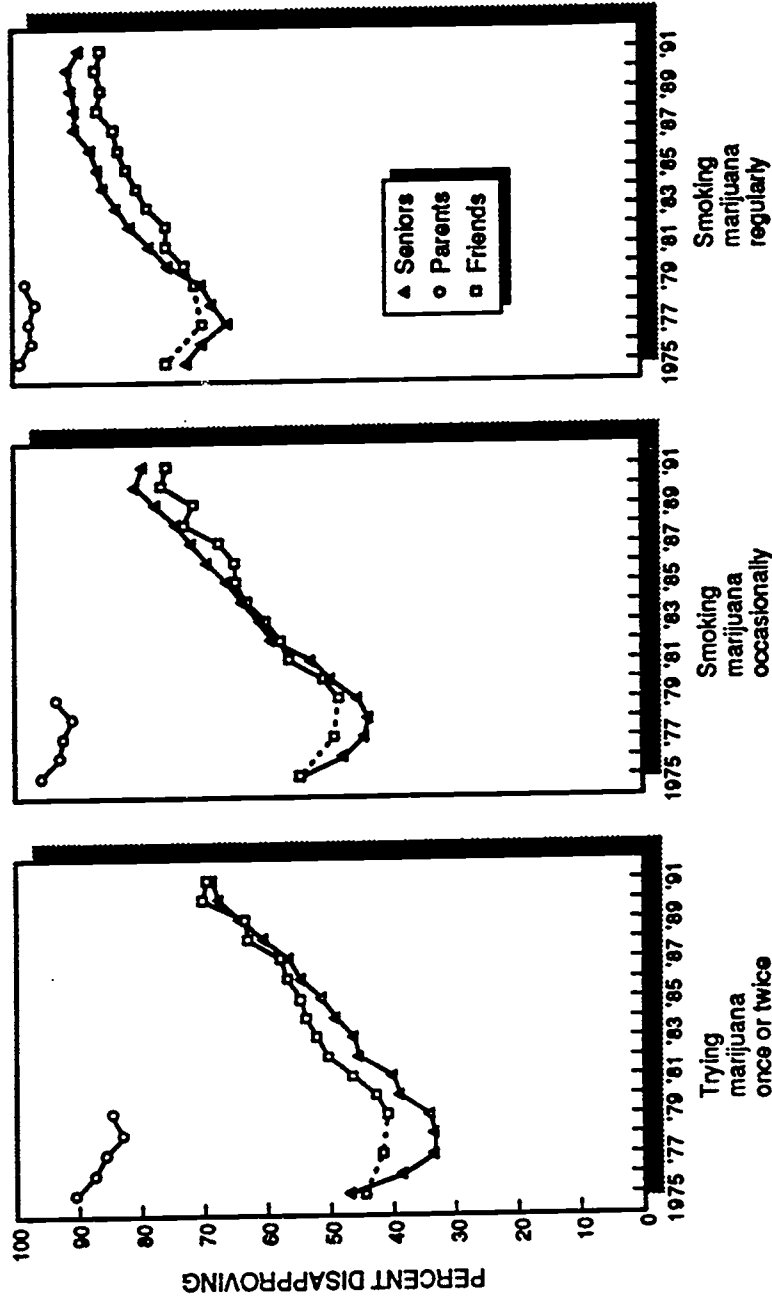 PERCENT DISAPPROVING
100
90
80
70
60
50
40
30
20
10
0
1975 '77 '79 '81 '83 '85 '87 '89 '91
Trying
marijuana
once or twice
1975 '77 '79 '81 '83 '85 '87 '89 '91
Smoking
marijuana
occasionally
Seniors
Parents
Friends
1975 '77 '79 '81 '83 '85 '87 '89 '91
Smoking
marijuana
regularly